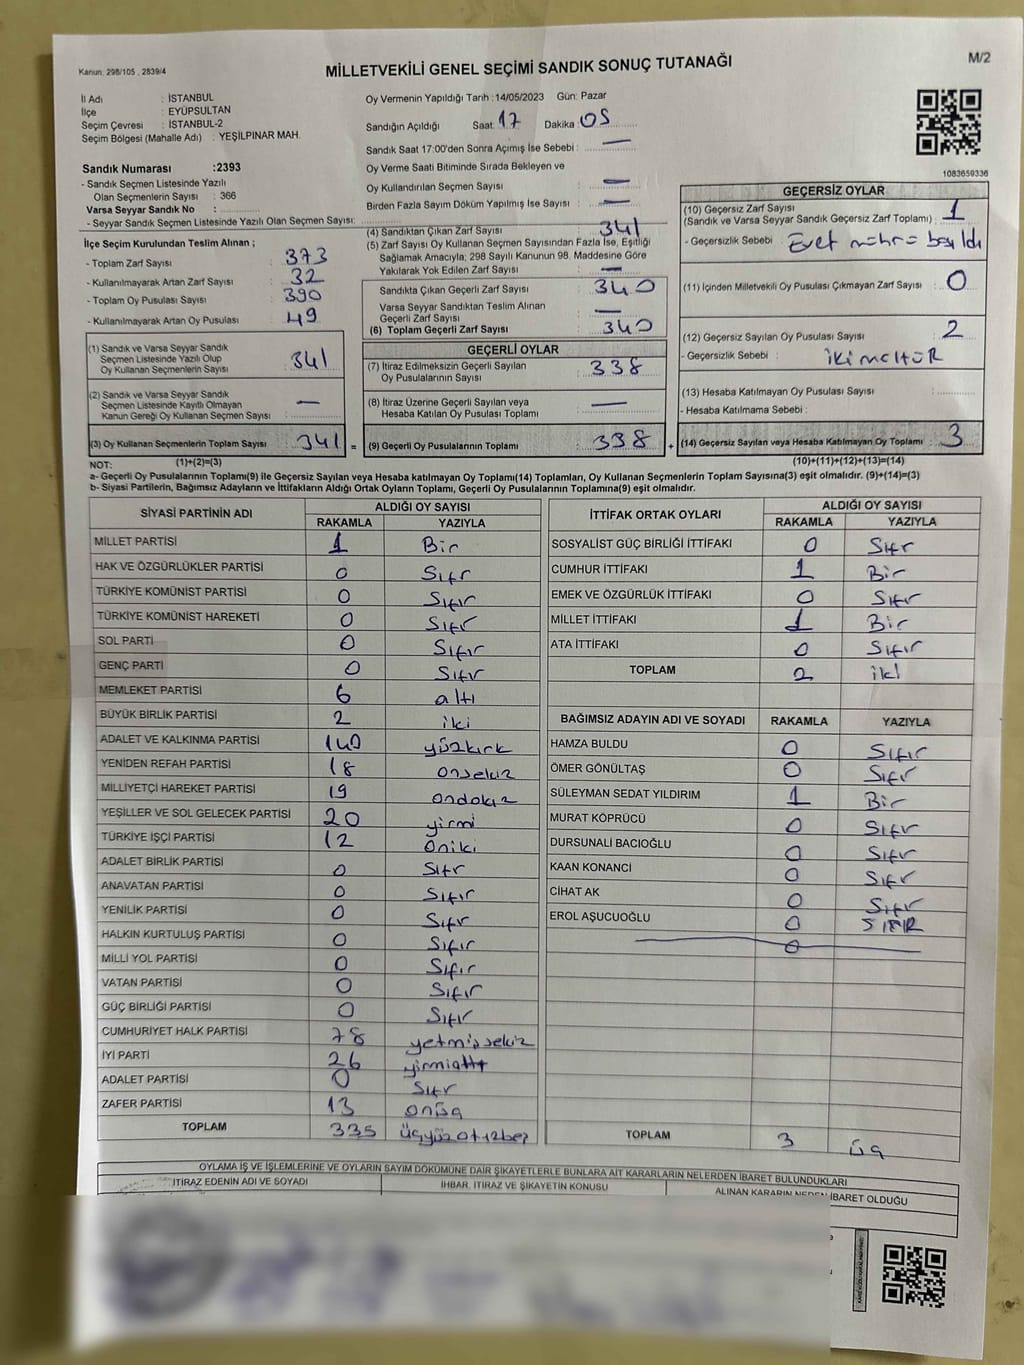 Kanun. 298/105 , 2839/4
MİLLETVEKİLİ GENEL SEÇİMİ SANDIK SONUÇ TUTANAĞI
M/2
İl Adı : İSTANBUL
İlçe : EYÜPSULTAN
Seçim Çevresi : İSTANBUL-2
Seçim Bölgesi (Mahalle Adı) : YEŞİLPINAR MAH.
Sandık Numarası :2393
- Sandık Seçmen Listesinde Yazılı
Olan Seçmenlerin Sayısı : 366
Varsa Seyyar Sandık No :
- Seyyar Sandık Seçmen Listesinde Yazılı Olan Seçmen Sayısı:
İlçe Seçim Kurulundan Teslim Alınan ;
- Toplam Zarf Sayısı 373
- Kullanılmayarak Artan Zarf Sayısı 32
- Toplam Oy Pusulası Sayısı 390
- Kullanılmayarak Artan Oy Pusulası 49
(1) Sandık ve Varsa Seyyar Sandık
Seçmen Listesinde Yazılı Olup
Oy Kullanan Seçmenlerin Sayısı 341
(2) Sandık ve Varsa Seyyar Sandık
Seçmen Listesinde Kayıtlı Olmayan
Kanun Gereği Oy Kullanan Seçmen Sayısı : —
(3) Oy Kullanan Seçmenlerin Toplam Sayısı 341 =
(1)+(2)=(3)
Oy Vermenin Yapıldığı Tarih :14/05/2023 Gün: Pazar
Sandığın Açıldığı Saat: 17 Dakika : 05
Sandık Saat 17:00'den Sonra Açımış İse Sebebi : —
Oy Verme Saati Bitiminde Sırada Bekleyen ve
Oy Kullandırılan Seçmen Sayısı : —
Birden Fazla Sayım Döküm Yapılmış İse Sayısı : —
(4) Sandıktan Çıkan Zarf Sayısı : 341
(5) Zarf Sayısı Oy Kullanan Seçmen Sayısından Fazla İse, Eşitliği
Sağlamak Amacıyla; 298 Sayılı Kanunun 98. Maddesine Göre
Yakılarak Yok Edilen Zarf Sayısı : —
Sandıkta Çıkan Geçerli Zarf Sayısı : 340
Varsa Seyyar Sandıktan Teslim Alınan
Geçerli Zarf Sayısı : —
(6) Toplam Geçerli Zarf Sayısı : 340
GEÇERLİ OYLAR
(7) İtiraz Edilmeksizin Geçerli Sayılan
Oy Pusulalarının Sayısı : 338
(8) İtiraz Üzerine Geçerli Sayılan veya
Hesaba Katılan Oy Pusulası Toplamı : —
(9) Geçerli Oy Pusulalarının Toplamı : 338 +
1083659336
GEÇERSİZ OYLAR
(10) Geçersiz Zarf Sayısı
(Sandık ve Varsa Seyyar Sandık Geçersiz Zarf Toplamı) : 1
- Geçersizlik Sebebi : Evet mührü basıldı
(11) İçinden Milletvekili Oy Pusulası Çıkmayan Zarf Sayısı : 0
(12) Geçersiz Sayılan Oy Pusulası Sayısı : 2
- Geçersizlik Sebebi : iki mühür
(13) Hesaba Katılmayan Oy Pusulası Sayısı :
- Hesaba Katılmama Sebebi :
(14) Geçersiz Sayılan veya Hesaba Katılmayan Oy Toplamı : 3
(10)+(11)+(12)+(13)=(14)
NOT:
a- Geçerli Oy Pusulaların Toplamı(9) ile Geçersiz Sayılan veya Hesaba katılmayan Oy Toplamı(14) Toplamları, Oy Kullanan Seçmenlerin Toplam Sayısına(3) eşit olmalıdır. (9)+(14)=(3)
b- Siyasi Partilerin, Bağımsız Adayların ve İttifakların Aldığı Ortak Oyların Toplamı, Geçerli Oy Pusulalarının Toplamına(9) eşit olmalıdır.
SİYASİ PARTİNİN ADI ALDIĞI OY SAYISI
RAKAMLA YAZIYLA
MİLLET PARTİSİ 1 Bir
HAK VE ÖZGÜRLÜKLER PARTİSİ 0 Sıfr
TÜRKİYE KOMÜNİST PARTİSİ 0 Sıfır
TÜRKİYE KOMÜNİST HAREKETİ 0 Sıfır
SOL PARTİ 0 Sıfır
GENÇ PARTİ 0 Sıfır
MEMLEKET PARTİSİ 6 altı
BÜYÜK BİRLİK PARTİSİ 2 iki
ADALET VE KALKINMA PARTİSİ 140 yüzkırk
YENİDEN REFAH PARTİSİ 18 onsekiz
MİLLİYETÇİ HAREKET PARTİSİ 19 ondokuz
YEŞİLLER VE SOL GELECEK PARTİSİ 20 yirmi
TÜRKİYE İŞÇİ PARTİSİ 12 oniki
ADALET BİRLİK PARTİSİ 0 Sıfr
ANAVATAN PARTİSİ 0 Sıfır
YENİLİK PARTİSİ 0 Sıfır
HALKIN KURTULUŞ PARTİSİ 0 Sıfır
MİLLİ YOL PARTİSİ 0 Sıfır
VATAN PARTİSİ 0 Sıfır
GÜÇ BİRLİĞİ PARTİSİ 0 Sıfır
CUMHURİYET HALK PARTİSİ 78 yetmişsekiz
İYİ PARTİ 26 yirmialtı
ADALET PARTİSİ 0 Sıfr
ZAFER PARTİSİ 13 onüç
TOPLAM 335 üçyüzotuzbeş
İTTİFAK ORTAK OYLARI ALDIĞI OY SAYISI
RAKAMLA YAZIYLA
SOSYALİST GÜÇ BİRLİĞİ İTTİFAKI 0 Sıfır
CUMHUR İTTİFAKI 1 Bir
EMEK VE ÖZGÜRLÜK İTTİFAKI 0 Sıfır
MİLLET İTTİFAKI 1 Bir
ATA İTTİFAKI 0 Sıfır
TOPLAM 2 iki
BAĞIMSIZ ADAYIN ADI VE SOYADI RAKAMLA YAZIYLA
HAMZA BULDU 0 Sıfır
ÖMER GÖNÜLTAŞ 0 Sıfır
SÜLEYMAN SEDAT YILDIRIM 1 Bir
MURAT KÖPRÜCÜ 0 Sıfır
DURSUNALİ BACIOĞLU 0 Sıfır
KAAN KONANCİ 0 Sıfır
CİHAT AK 0 Sıfır
EROL AŞUCUOĞLU 0 SIFIR
0
TOPLAM 3 üç
OYLAMA İŞ VE İŞLEMLERİNE VE OYLARIN SAYIM DÖKÜMÜNE DAİR ŞİKAYETLERLE BUNLARA AİT KARARLARIN NELERDEN İBARET BULUNDUKLARI
İTİRAZ EDENİN ADI VE SOYADI İHBAR, İTİRAZ VE ŞİKAYETİN KONUSU ALINAN KARARIN NEDEN İBARET OLDUĞU